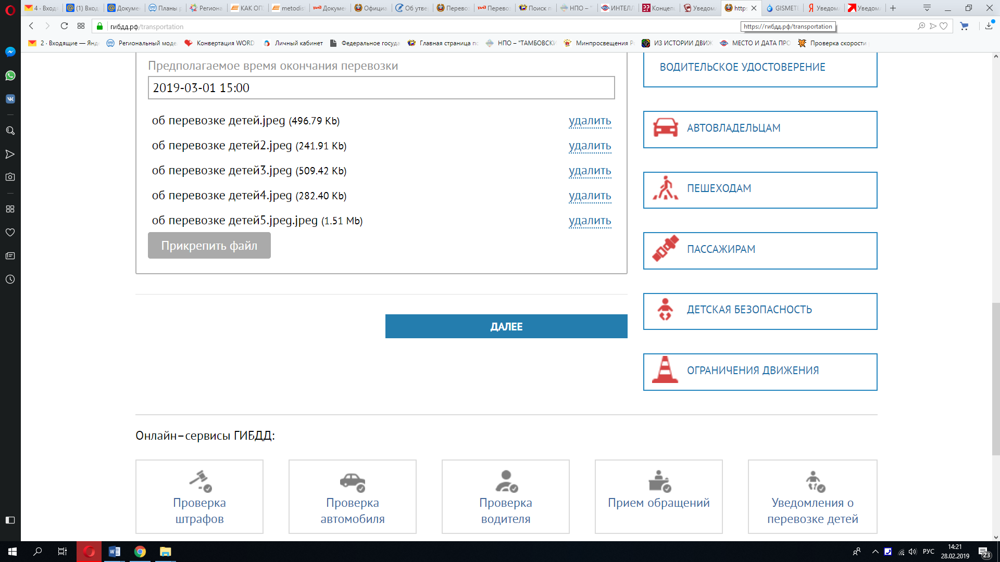 4 · Входи
(1) Вход
Докумен
Планы р
Региона
КАК ОП
metodis
Докумен
Официа
Об утве
Перевоз
Перевоз
Поиск п
НПО – "
ИНТЕЛЛ
Концеп
Уведом
https
GISMETE
Уведомл
Уведом
гибдд.рф/transportation
https://гибдд.рф/transportation
2 · Входящие — Янд
Региональный моде
Конвертация WORD
Личный кабинет
Федеральное госуда
Главная страница по
НПО – "ТАМБОВСКИ
Минпросвещения Р
ИЗ ИСТОРИИ ДВИЖ
МЕСТО И ДАТА ПРО
Проверка скорости
Предполагаемое время окончания перевозки
2019-03-01 15:00
об перевозке детей.jpeg (496.79 Kb) удалить
об перевозке детей2.jpeg (241.91 Kb) удалить
об перевозке детей3.jpeg (509.42 Kb) удалить
об перевозке детей4.jpeg (282.40 Kb) удалить
об перевозке детей5.jpeg.jpeg (1.51 Mb) удалить
Прикрепить файл
ДАЛЕЕ
ВОДИТЕЛЬСКОЕ УДОСТОВЕРЕНИЕ
АВТОВЛАДЕЛЬЦАМ
ПЕШЕХОДАМ
ПАССАЖИРАМ
ДЕТСКАЯ БЕЗОПАСНОСТЬ
ОГРАНИЧЕНИЯ ДВИЖЕНИЯ
Онлайн–сервисы ГИБДД:
Проверка
штрафов
Проверка
автомобиля
Проверка
водителя
Прием обращений
Уведомления о
перевозке детей
РУС
14:21
28.02.2019
23